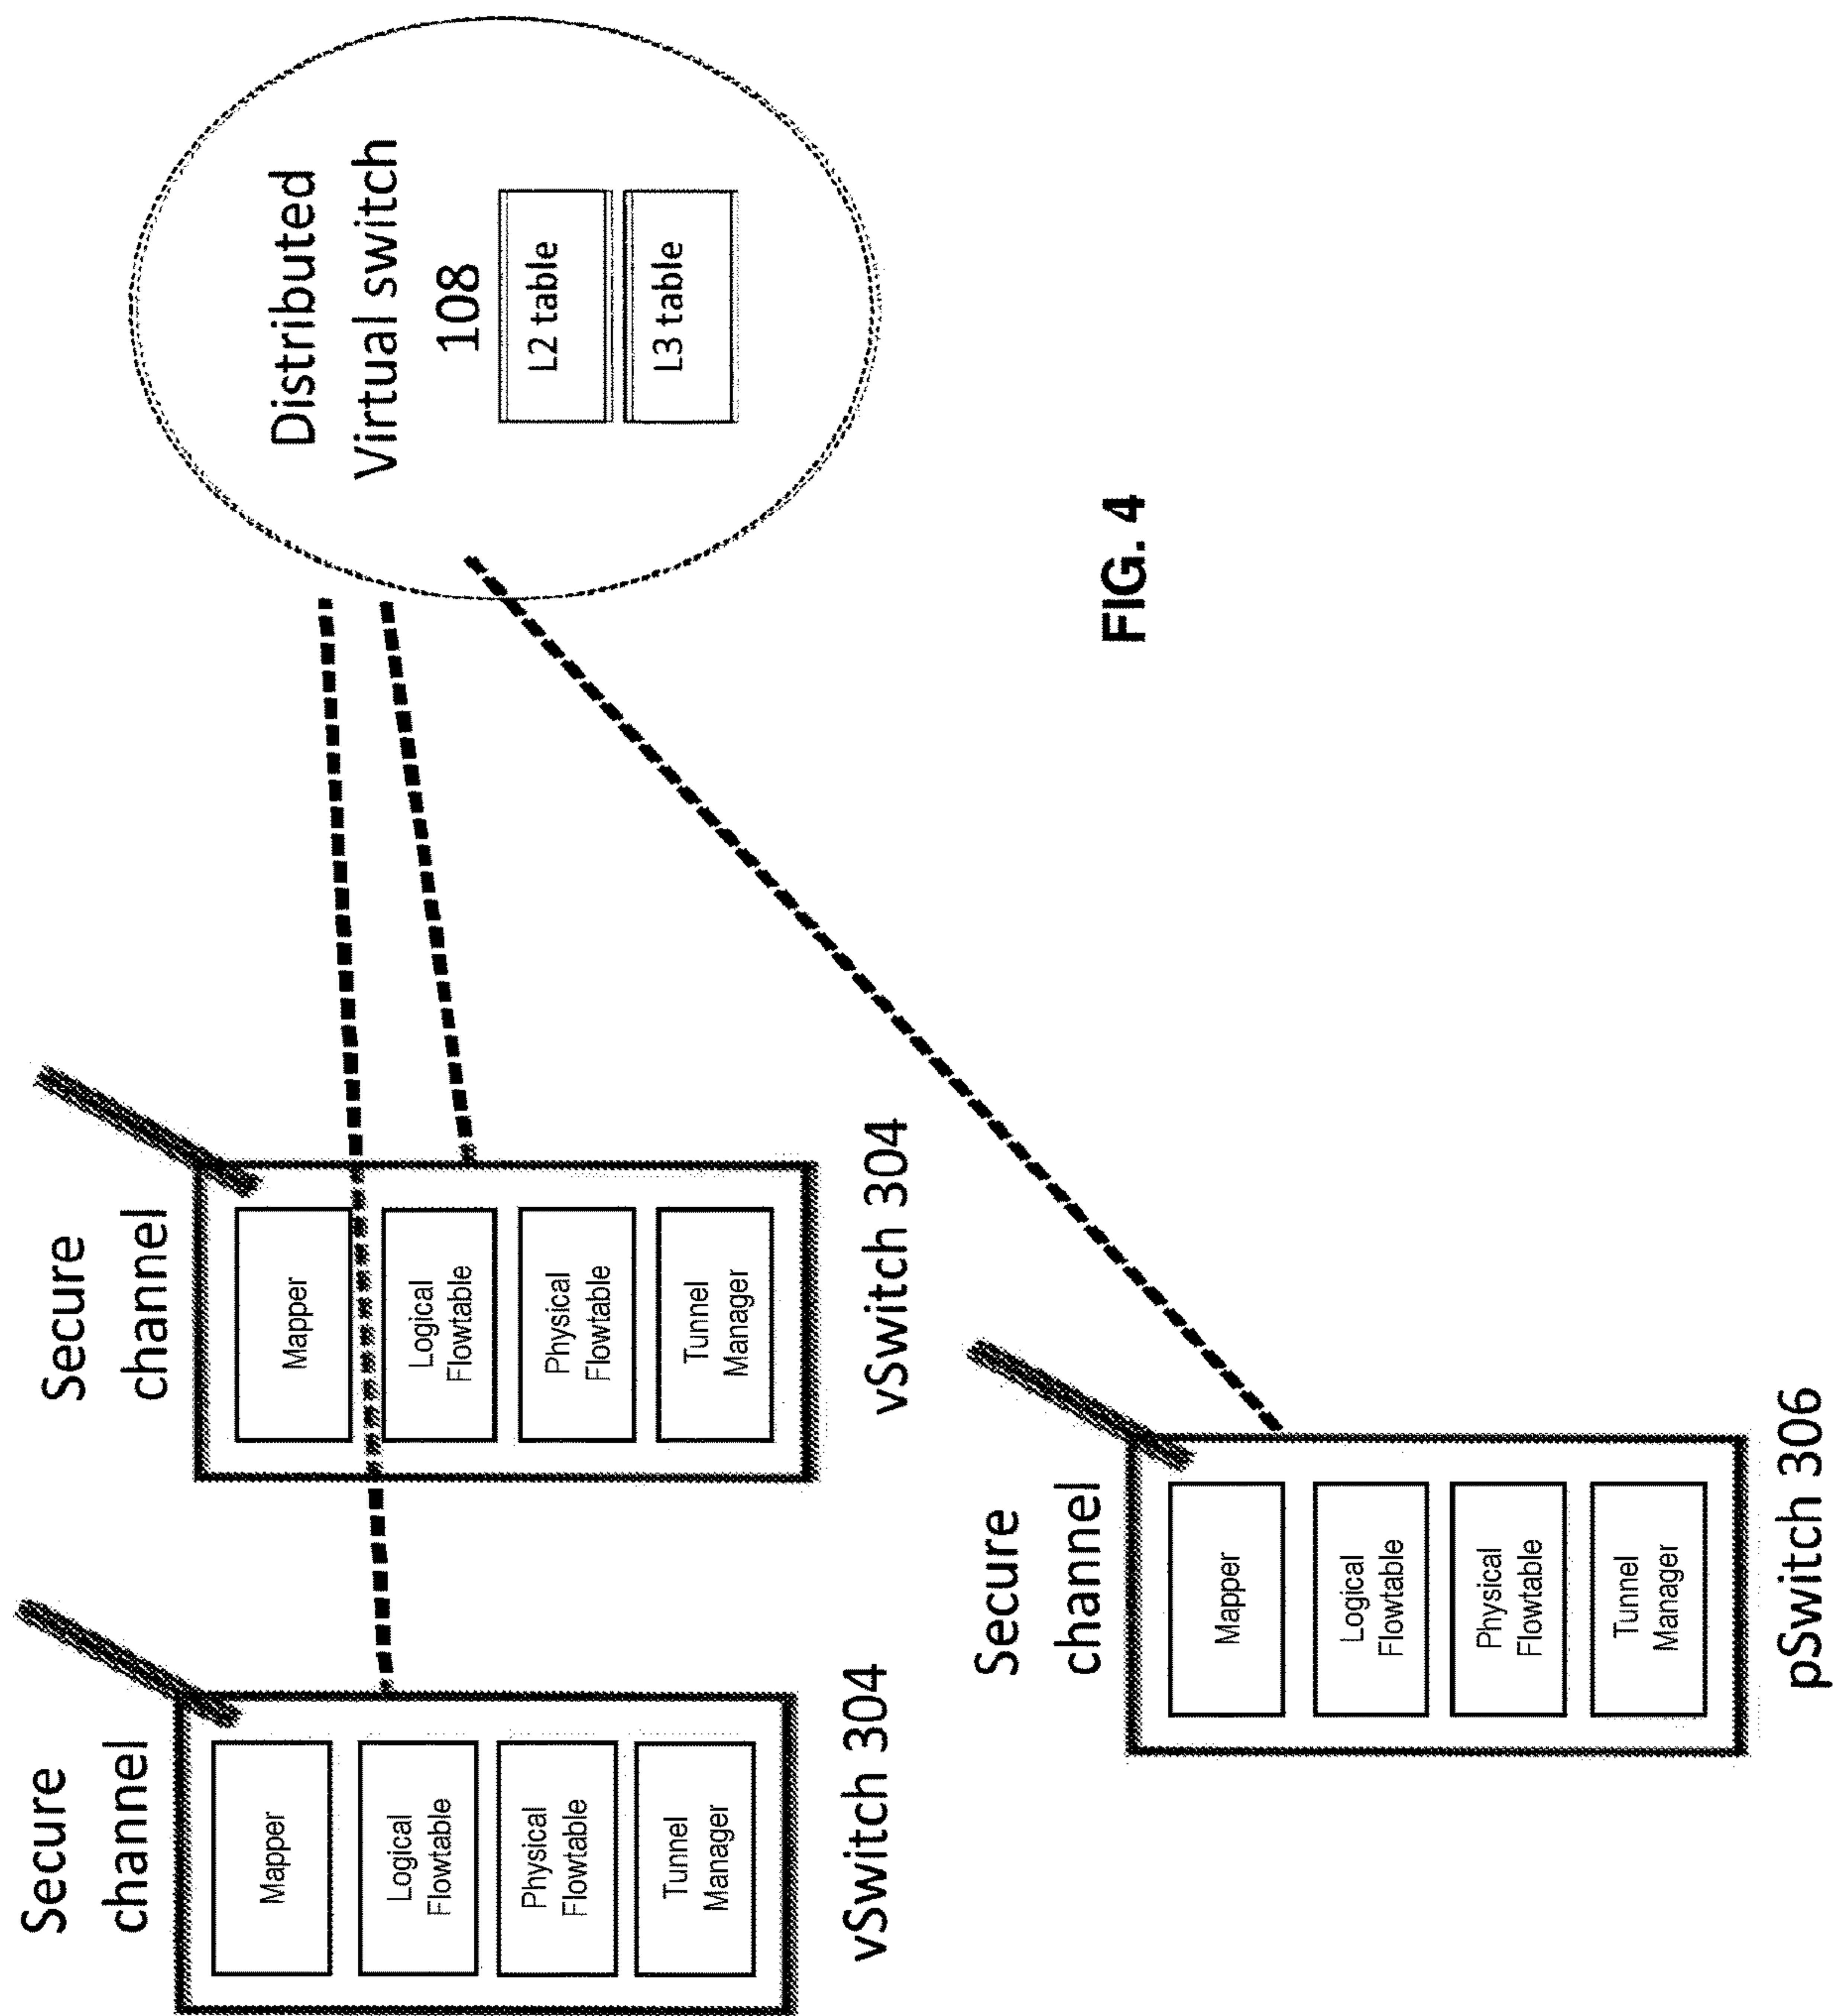 Secure
channel
Mapper
Logical
Flowtable
Physical
Flowtable
Tunnel
Manager
vSwitch 304
Secure
channel
Mapper
Logical
Flowtable
Physical
Flowtable
Tunnel
Manager
vSwitch 304
Distributed
Virtual switch
108
L2 table
L3 table
Secure
channel
Mapper
Logical
Flowtable
Physical
Flowtable
Tunnel
Manager
pSwitch 306
FIG. 4